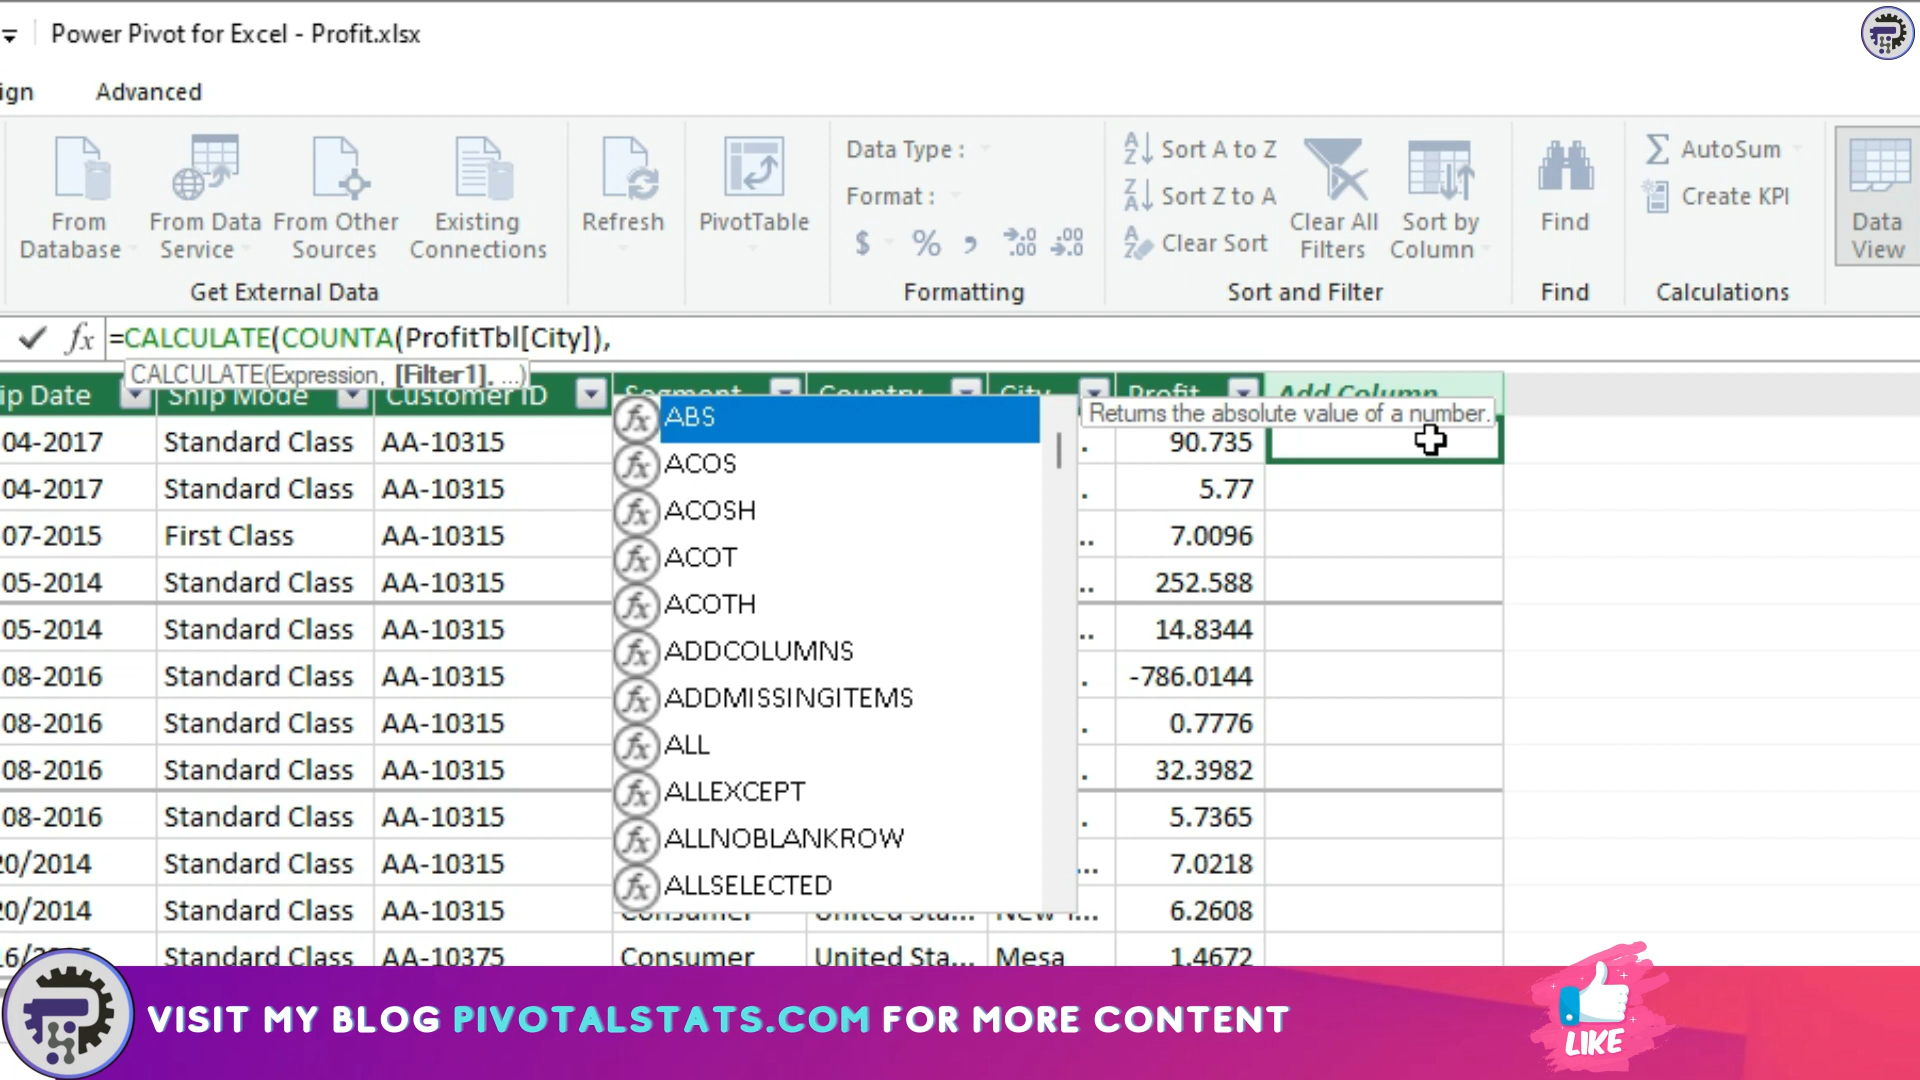 Power Pivot for Excel - Profit.xlsx
ign Advanced
From Database
From Data Service
From Other Sources
Existing Connections
Get External Data
Refresh
PivotTable
Data Type :
Format :
$ % , .00 .00
Formatting
Sort A to Z
Sort Z to A
Clear Sort
Clear All Filters
Sort by Column
Sort and Filter
Find
Find
AutoSum
Create KPI
Calculations
Data View
fx =CALCULATE(COUNTA(ProfitTbl[City]),
CALCULATE(Expression, [Filter1], ...)
ip Date Ship Mode Customer ID Segment Country City Profit Add Column
Returns the absolute value of a number.
ABS
ACOS
ACOSH
ACOT
ACOTH
ADDCOLUMNS
ADDMISSINGITEMS
ALL
ALLEXCEPT
ALLNOBLANKROW
ALLSELECTED
04-2017 Standard Class AA-10315 . 90.735
04-2017 Standard Class AA-10315 . 5.77
07-2015 First Class AA-10315 .. 7.0096
05-2014 Standard Class AA-10315 .. 252.588
05-2014 Standard Class AA-10315 .. 14.8344
08-2016 Standard Class AA-10315 . -786.0144
08-2016 Standard Class AA-10315 . 0.7776
08-2016 Standard Class AA-10315 . 32.3982
08-2016 Standard Class AA-10315 . 5.7365
20/2014 Standard Class AA-10315 ... 7.0218
20/2014 Standard Class AA-10315 Consumer United Sta... New Y... 6.2608
Standard Class AA-10375 Consumer United Sta... Mesa 1.4672
VISIT MY BLOG PIVOTALSTATS.COM FOR MORE CONTENT
LIKE